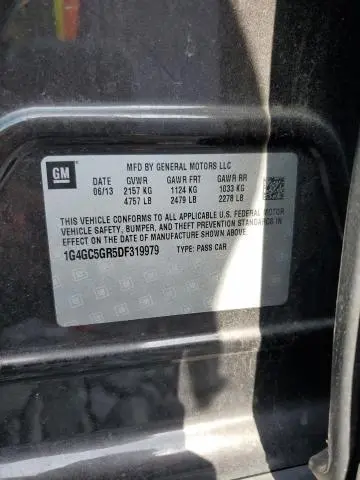 GM
MFD BY GENERAL MOTORS LLC
DATE GVWR GAWR FRT GAWR RR
06/13 2157 KG 1124 KG 1033 KG
4757 LB 2479 LB 2278 LB
THIS VEHICLE CONFORMS TO ALL APPLICABLE U.S. FEDERAL MOTOR
VEHICLE SAFETY, BUMPER, AND THEFT PREVENTION STANDARDS IN
EFFECT ON THE DATE OF MANUFACTURE SHOWN ABOVE.
1G4GC5GR5DF319979 TYPE: PASS CAR